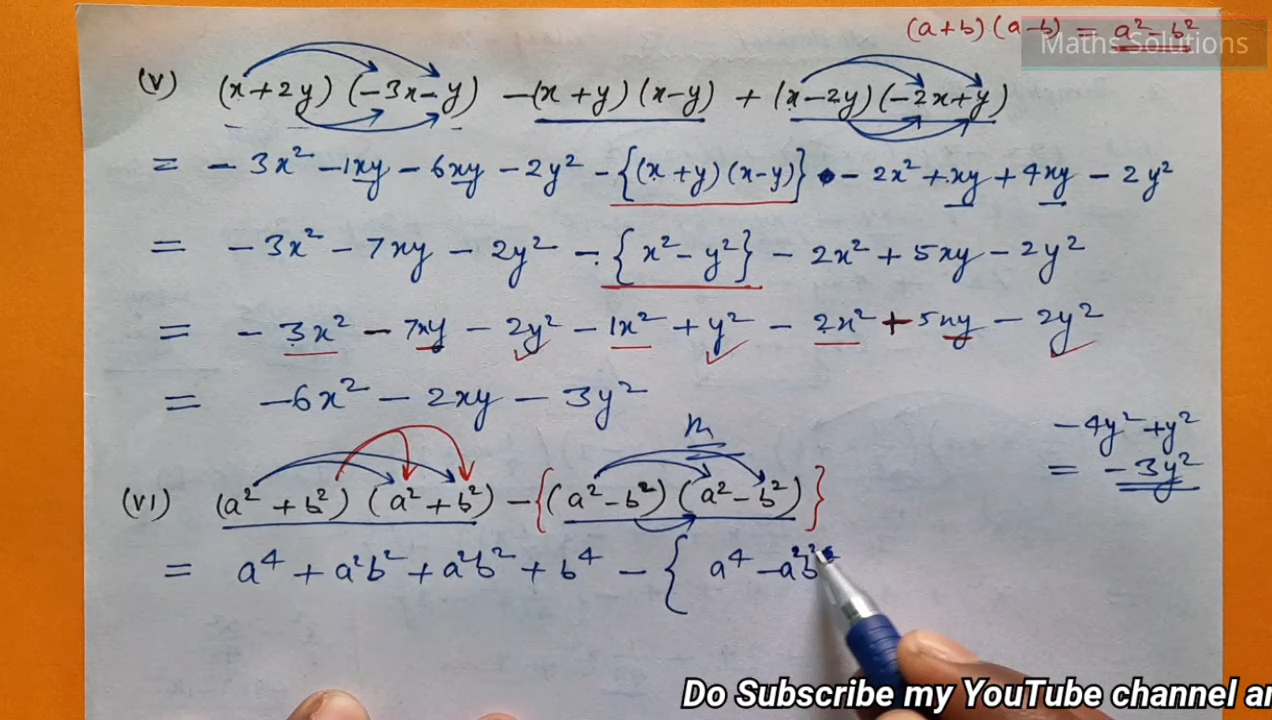 (a+b)(a-b) = a² - b²
Maths Solutions
(v) (x+2y)(-3x-y) -(x+y)(x-y) + (x-2y)(-2x+y)
= - 3x² - 1xy - 6xy - 2y² - {(x+y)(x-y)} - 2x² + xy + 4xy - 2y²
= - 3x² - 7xy - 2y² - {x² - y²} - 2x² + 5xy - 2y²
= - 3x² - 7xy - 2y² - 1x² + y² - 2x² + 5xy - 2y²
= -6x² - 2xy - 3y²
-4y² + y²
= -3y²
(VI) (a² + b²)(a² + b²) - {(a² - b²)(a² - b²)}
= a⁴ + a²b² + a²b² + b⁴ - { a⁴ - a²b²
Do Subscribe my YouTube channel a